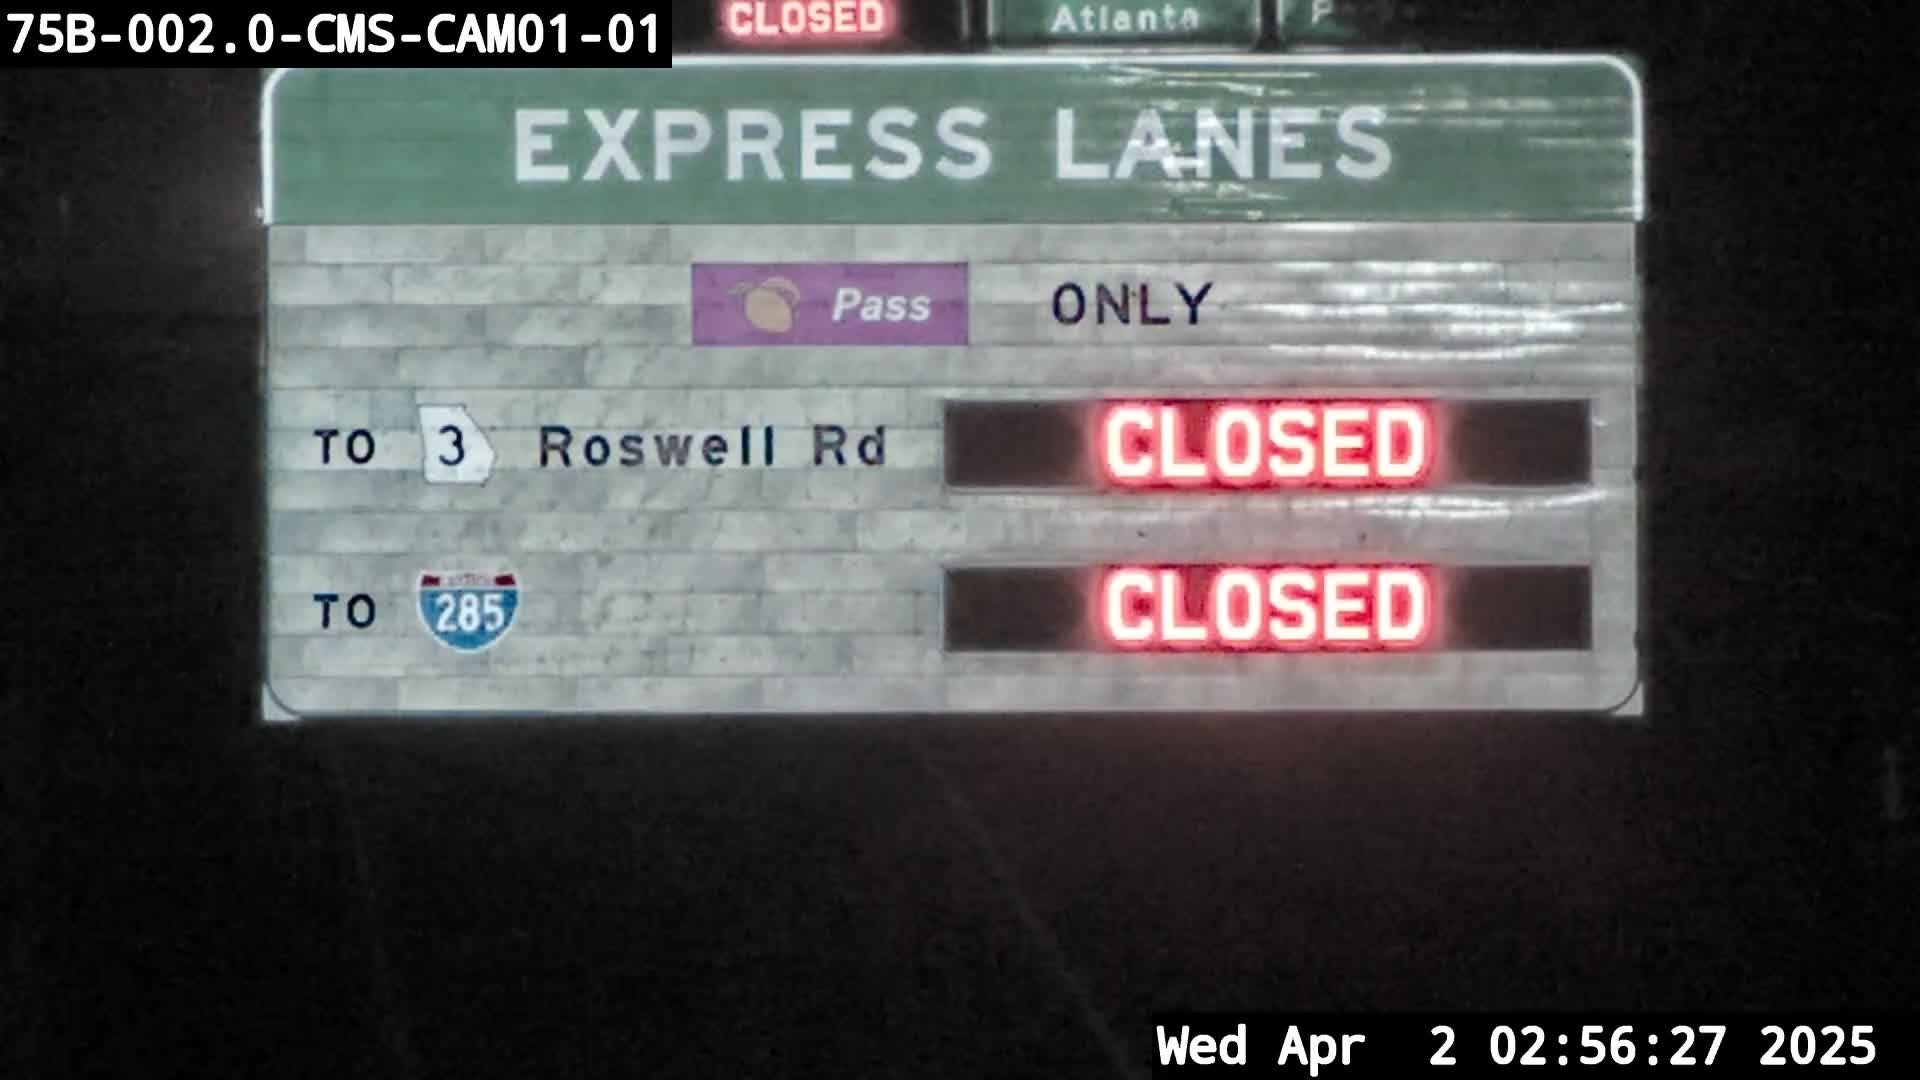 75B-002.0-CMS-CAM01-01
CLOSED
Atlanta
P
EXPRESS LANES
Pass ONLY
TO 3 Roswell Rd CLOSED
TO 285 CLOSED
Wed Apr 2 02:56:27 2025